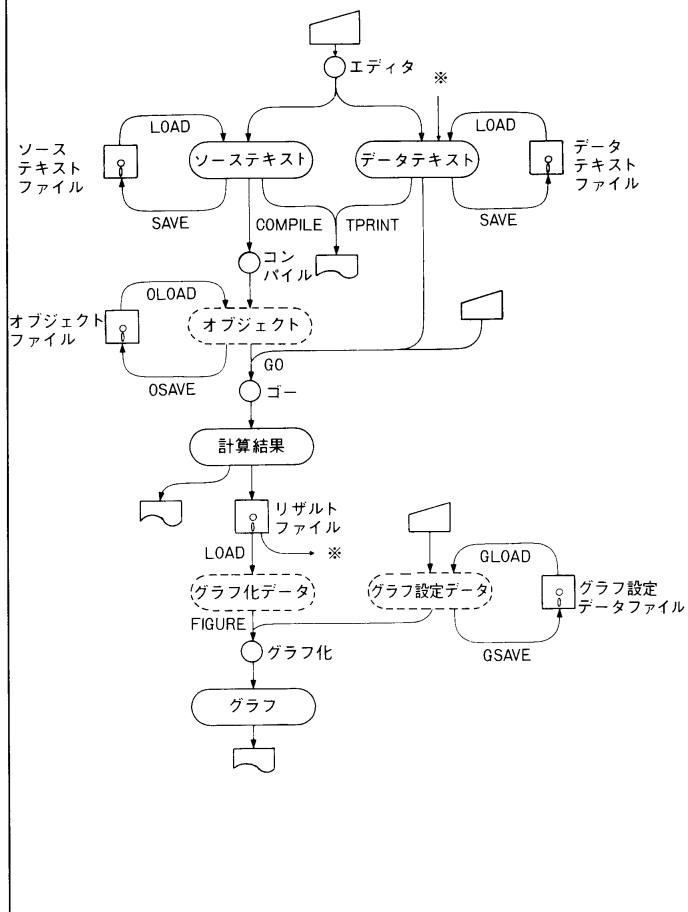 エディタ
※
LOAD
LOAD
ソース
テキスト
ファイル
ソーステキスト
データテキスト
データ
テキスト
ファイル
SAVE
COMPILE
TPRINT
SAVE
コン
パイル
OLOAD
オブジェクト
ファイル
オブジェクト
GO
OSAVE
ゴー
計算結果
リザルト
ファイル
LOAD
※
GLOAD
グラフ化データ
グラフ設定データ
グラフ設定
データファイル
FIGURE
グラフ化
GSAVE
グラフ